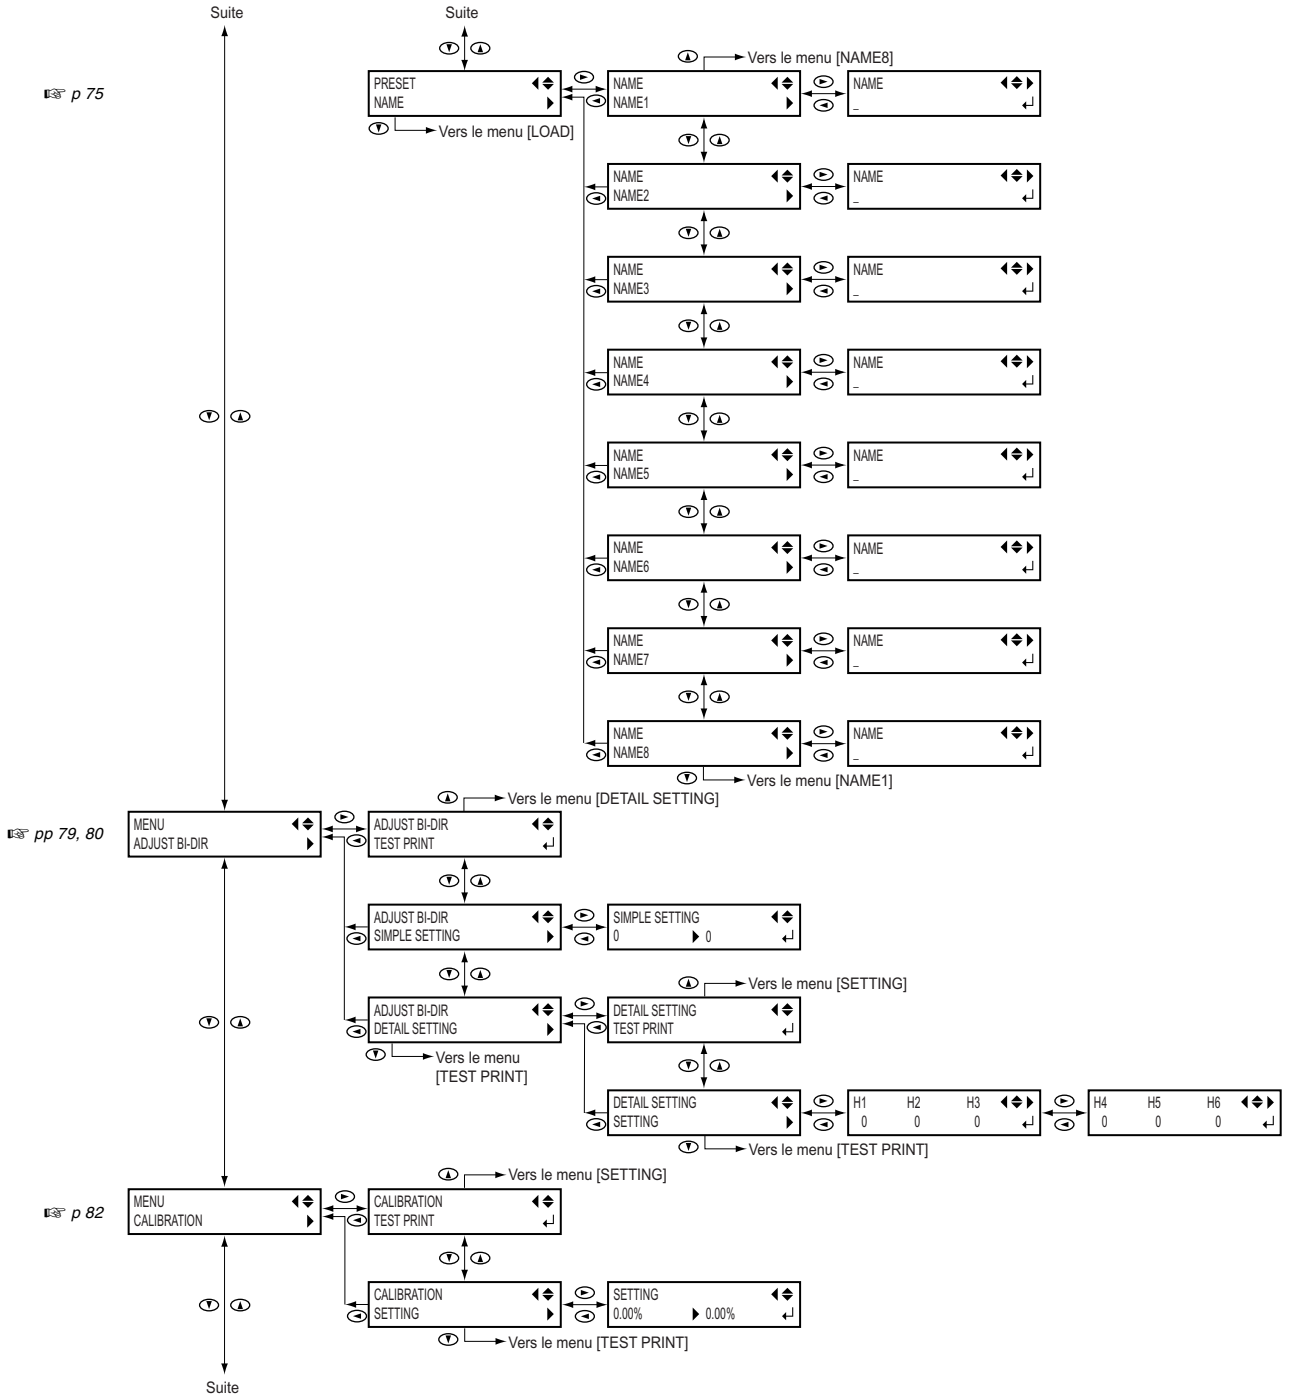 Suite
Suite
Vers le menu [NAME8]
p 75
PRESET
NAME
NAME
NAME1
NAME
_
Vers le menu [LOAD]
NAME
NAME2
NAME
_
NAME
NAME3
NAME
_
NAME
NAME4
NAME
_
NAME
NAME5
NAME
_
NAME
NAME6
NAME
_
NAME
NAME7
NAME
_
NAME
NAME8
NAME
_
Vers le menu [NAME1]
Vers le menu [DETAIL SETTING]
pp 79, 80
MENU
ADJUST BI-DIR
ADJUST BI-DIR
TEST PRINT
ADJUST BI-DIR
SIMPLE SETTING
SIMPLE SETTING
0 0
Vers le menu [SETTING]
ADJUST BI-DIR
DETAIL SETTING
DETAIL SETTING
TEST PRINT
Vers le menu
[TEST PRINT]
DETAIL SETTING
SETTING
H1 H2 H3
0 0 0
H4 H5 H6
0 0 0
Vers le menu [TEST PRINT]
Vers le menu [SETTING]
p 82
MENU
CALIBRATION
CALIBRATION
TEST PRINT
CALIBRATION
SETTING
SETTING
0.00% 0.00%
Vers le menu [TEST PRINT]
Suite